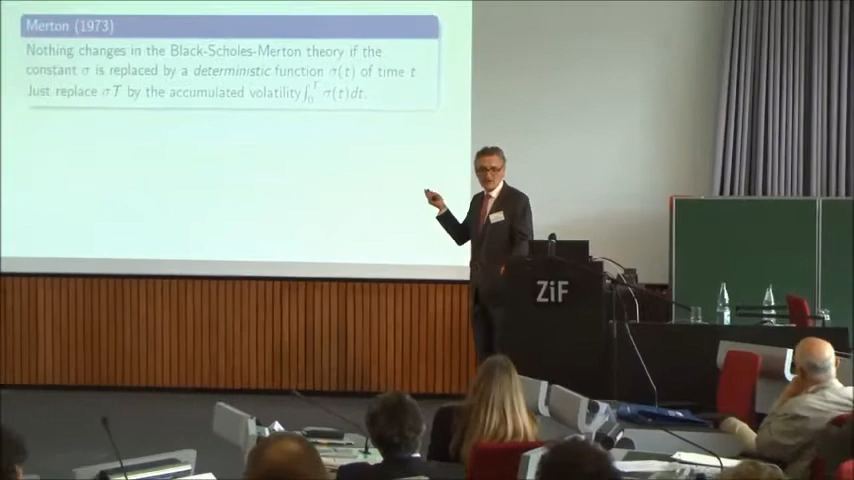 Merton (1973)
Nothing changes in the Black-Scholes-Merton theory if the
constant σ is replaced by a deterministic function σ(t) of time t
Just replace σT by the accumulated volatility ∫₀ᵀ σ(t)dt.
ZiF